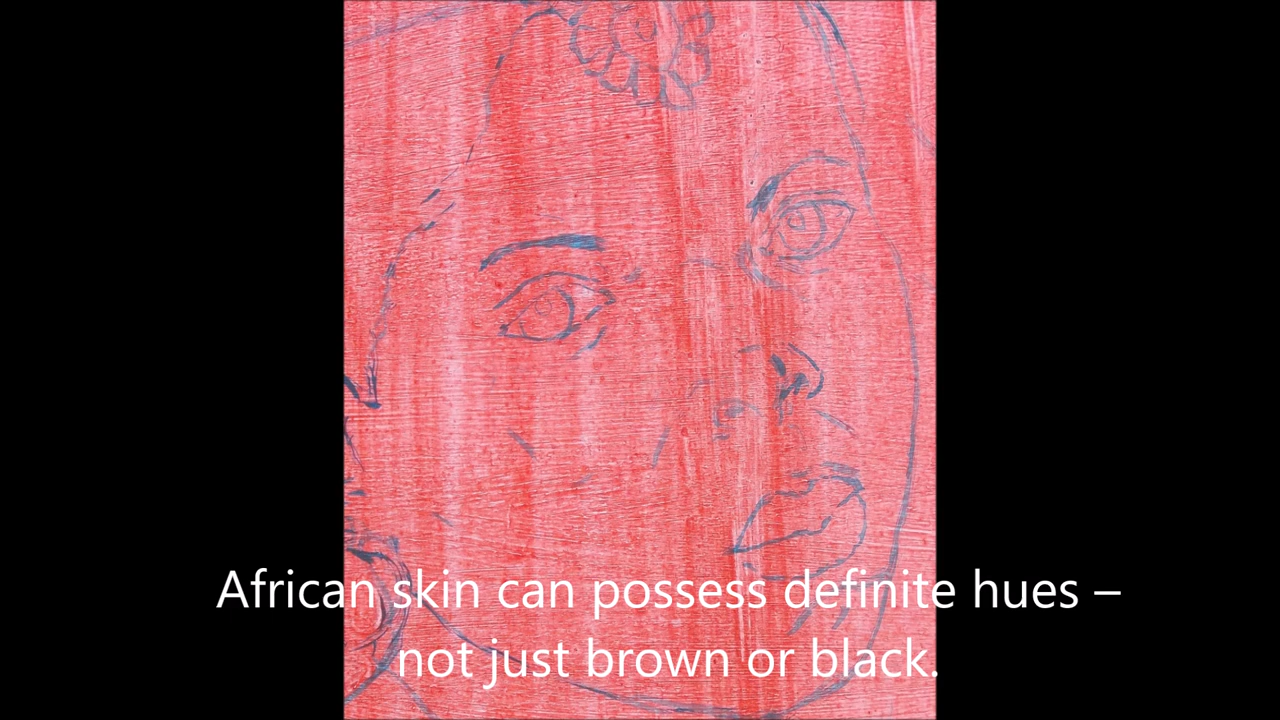 African skin can possess definite hues –
not just brown or black.